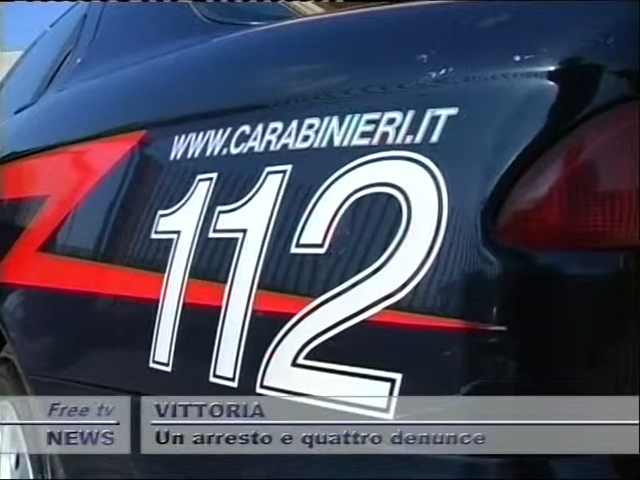 WWW.CARABINIERI.IT
112
Free tv
NEWS
VITTORIA
Un arresto e quattro denunce